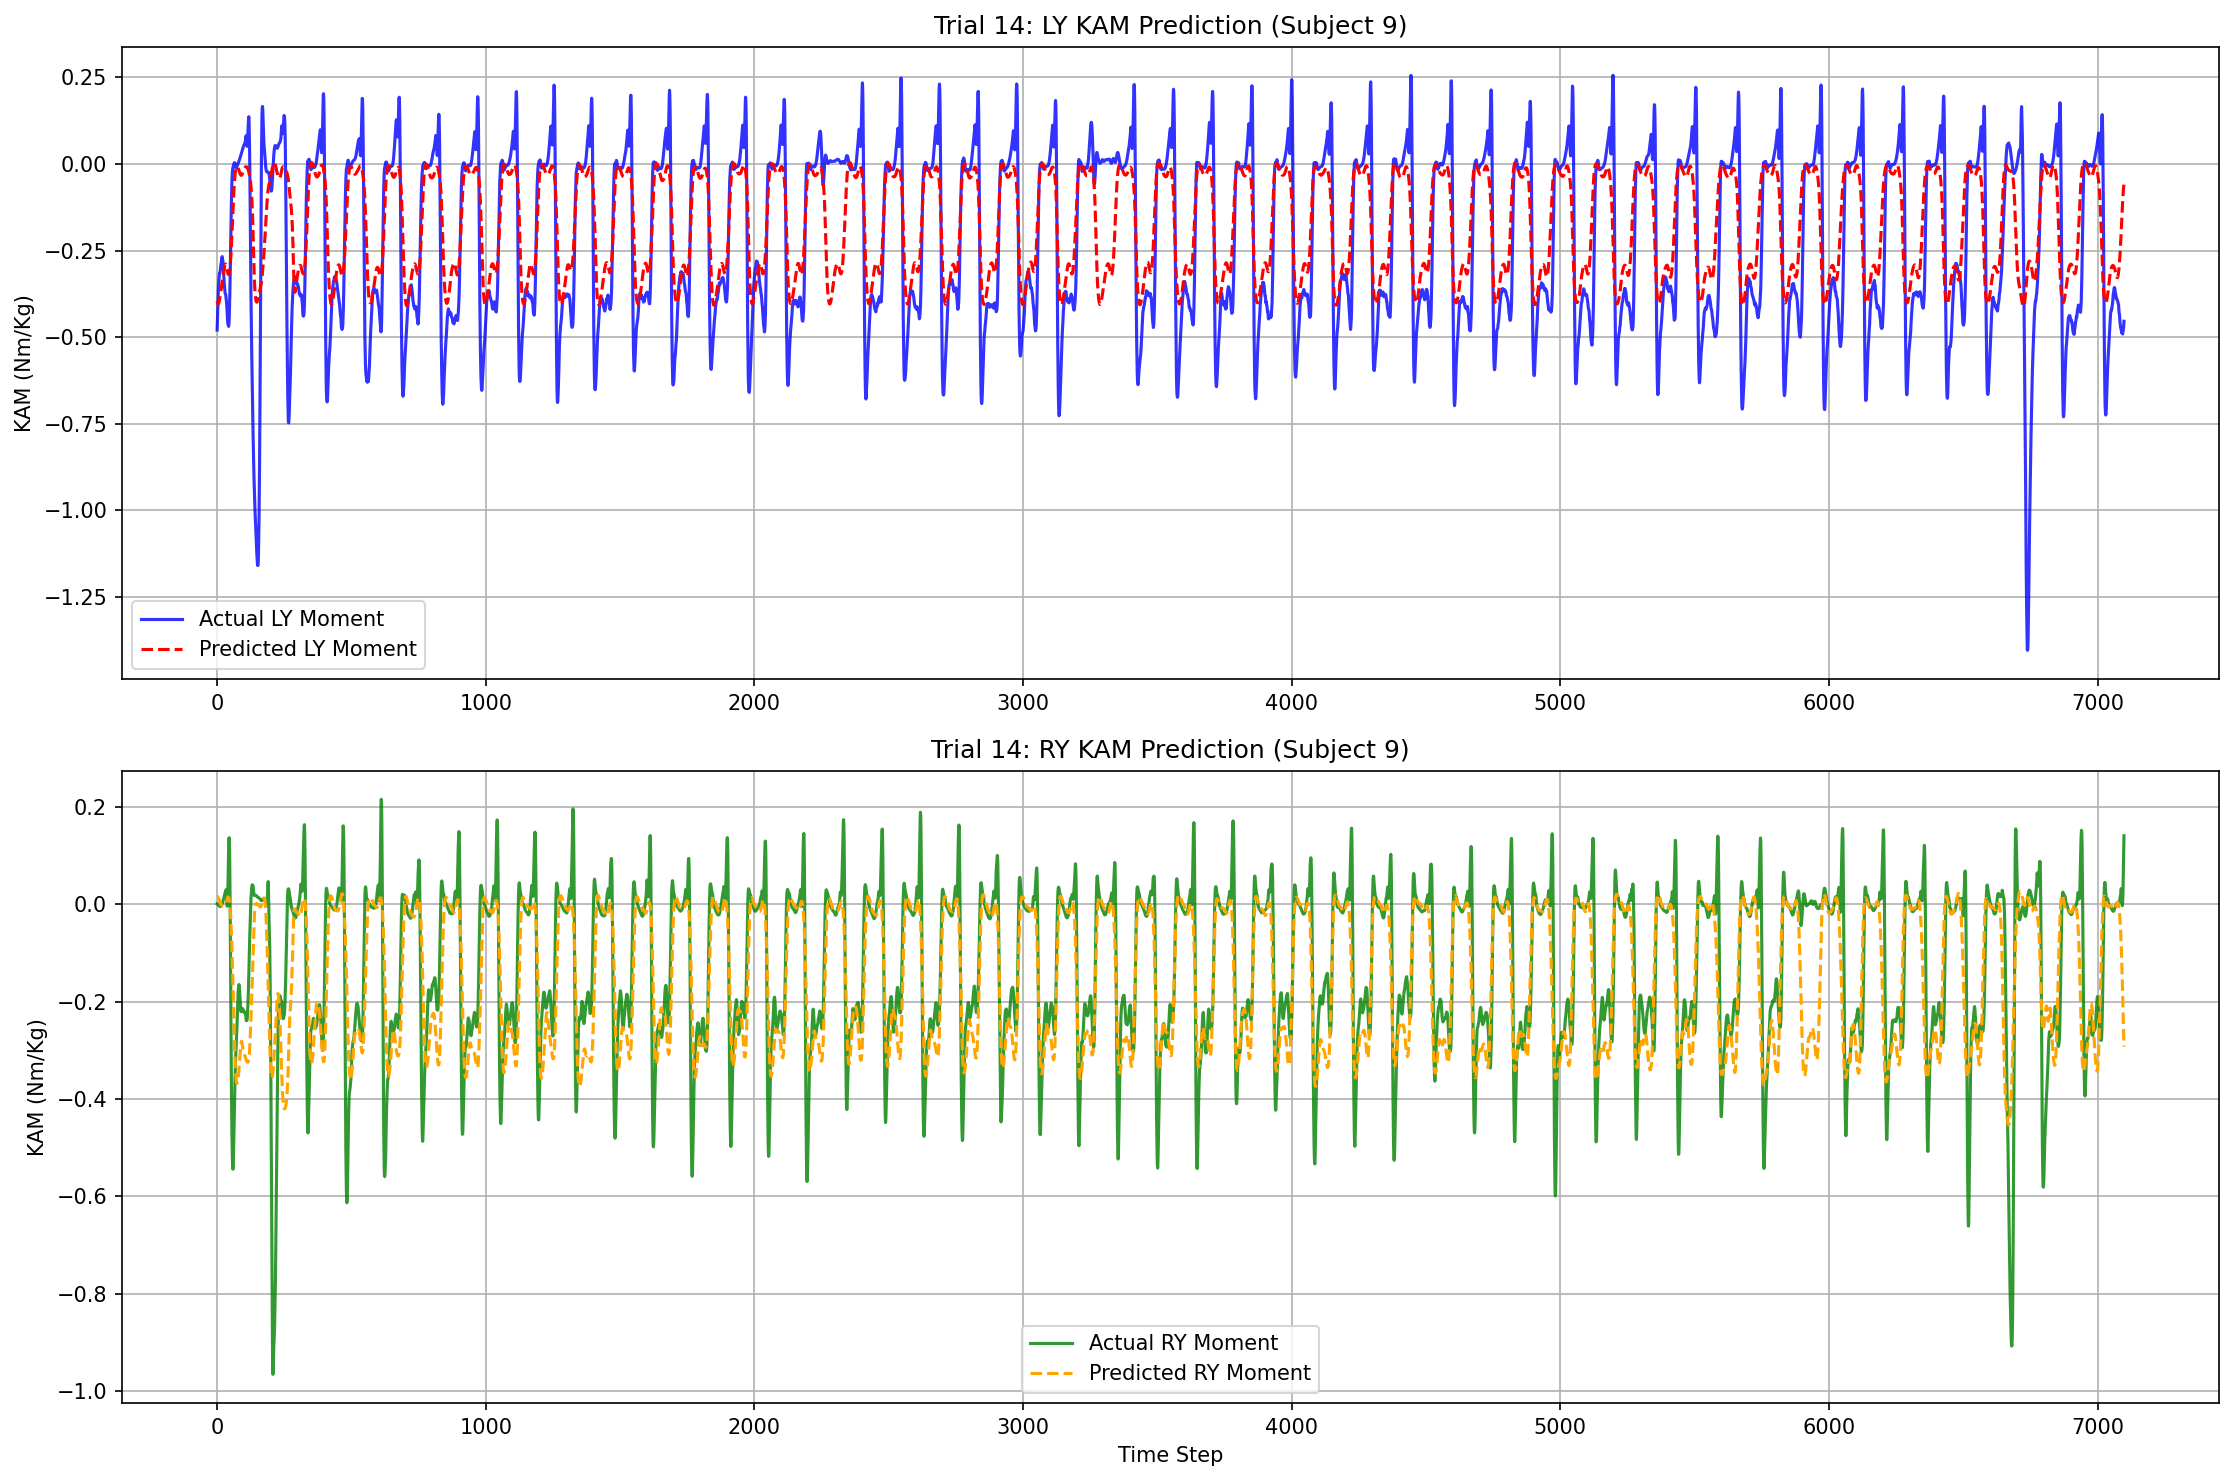 Trial 14: LY KAM Prediction (Subject 9)
KAM (Nm/Kg)
0.25
0.00
−0.25
−0.50
−0.75
−1.00
−1.25
Actual LY Moment
Predicted LY Moment
0 1000 2000 3000 4000 5000 6000 7000
Trial 14: RY KAM Prediction (Subject 9)
KAM (Nm/Kg)
0.2
0.0
−0.2
−0.4
−0.6
−0.8
−1.0
Actual RY Moment
Predicted RY Moment
0 1000 2000 3000 4000 5000 6000 7000
Time Step